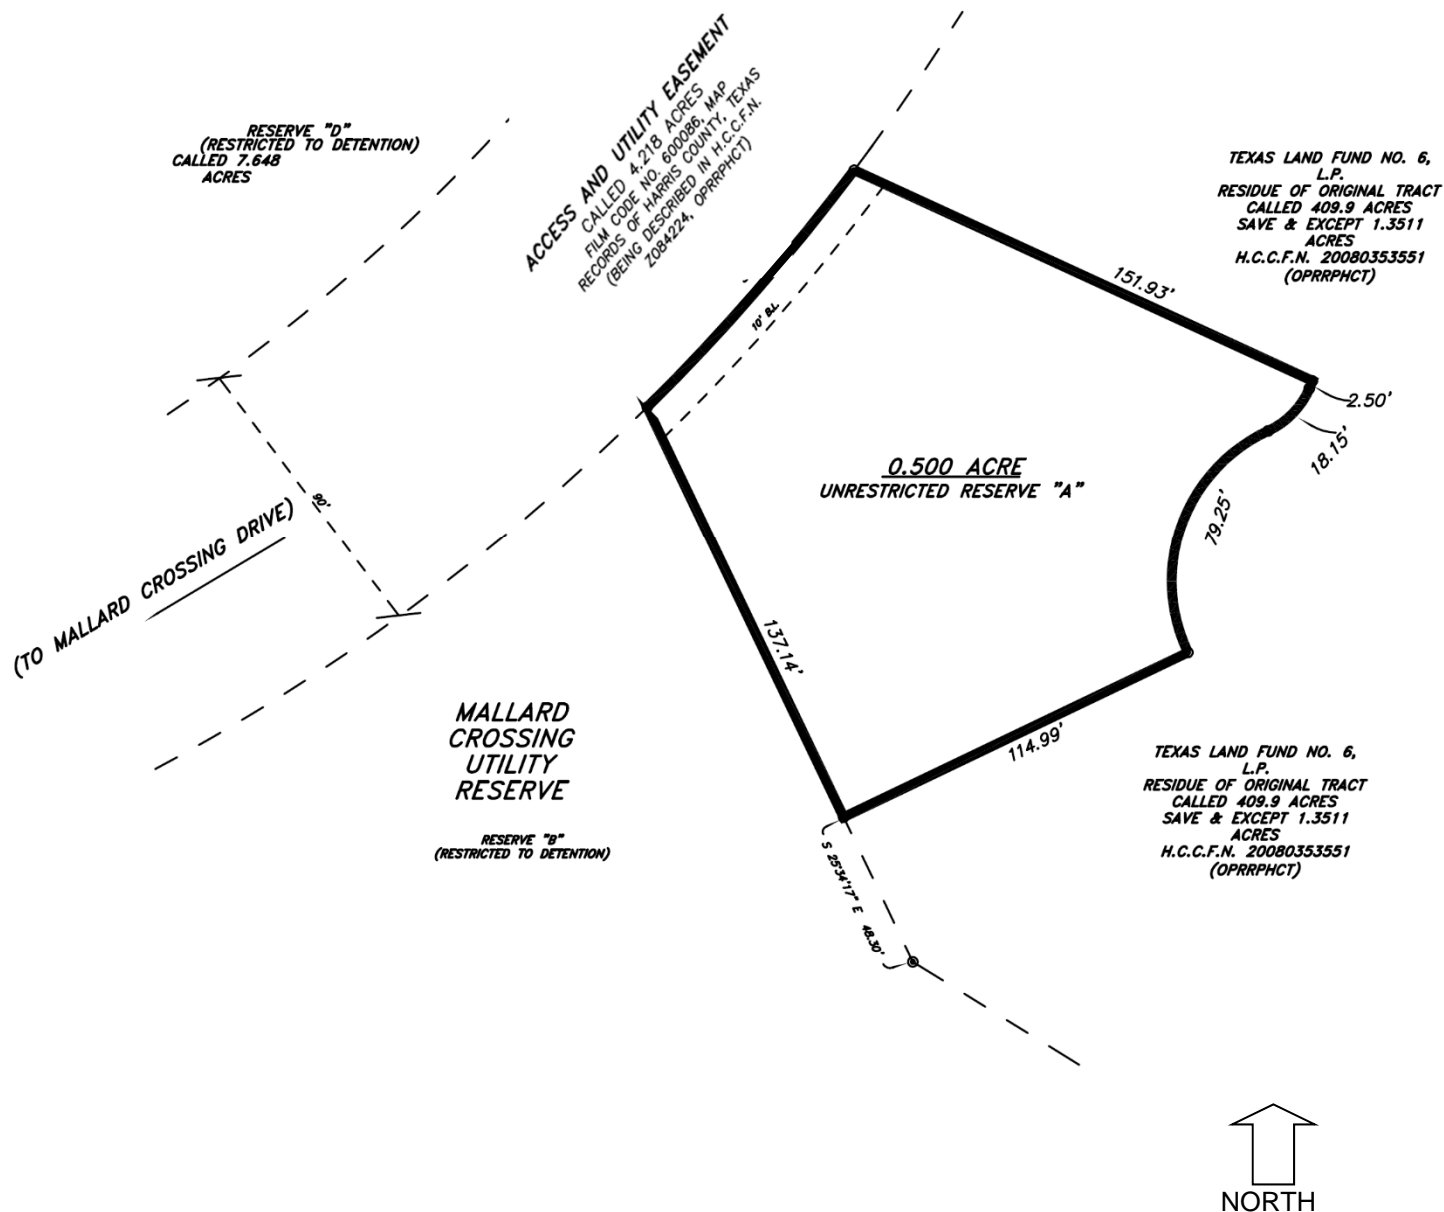 RESERVE "D"
(RESTRICTED TO DETENTION)
CALLED 7.648
ACRES
ACCESS AND UTILITY EASEMENT
CALLED 4.218 ACRES
FILM CODE NO. 600086, MAP
RECORDS OF HARRIS COUNTY, TEXAS
(BEING DESCRIBED IN H.C.C.F.N.
Z084224, OPRRPHCT)
TEXAS LAND FUND NO. 6,
L.P.
RESIDUE OF ORIGINAL TRACT
CALLED 409.9 ACRES
SAVE & EXCEPT 1.3511
ACRES
H.C.C.F.N. 20080353551
(OPRRPHCT)
151.93'
10' B.L.
2.50'
18.15'
0.500 ACRE
UNRESTRICTED RESERVE "A"
79.25'
90'
(TO MALLARD CROSSING DRIVE)
137.14'
114.99'
MALLARD
CROSSING
UTILITY
RESERVE
RESERVE "B"
(RESTRICTED TO DETENTION)
TEXAS LAND FUND NO. 6,
L.P.
RESIDUE OF ORIGINAL TRACT
CALLED 409.9 ACRES
SAVE & EXCEPT 1.3511
ACRES
H.C.C.F.N. 20080353551
(OPRRPHCT)
S 25°34'17" E 48.30'
NORTH